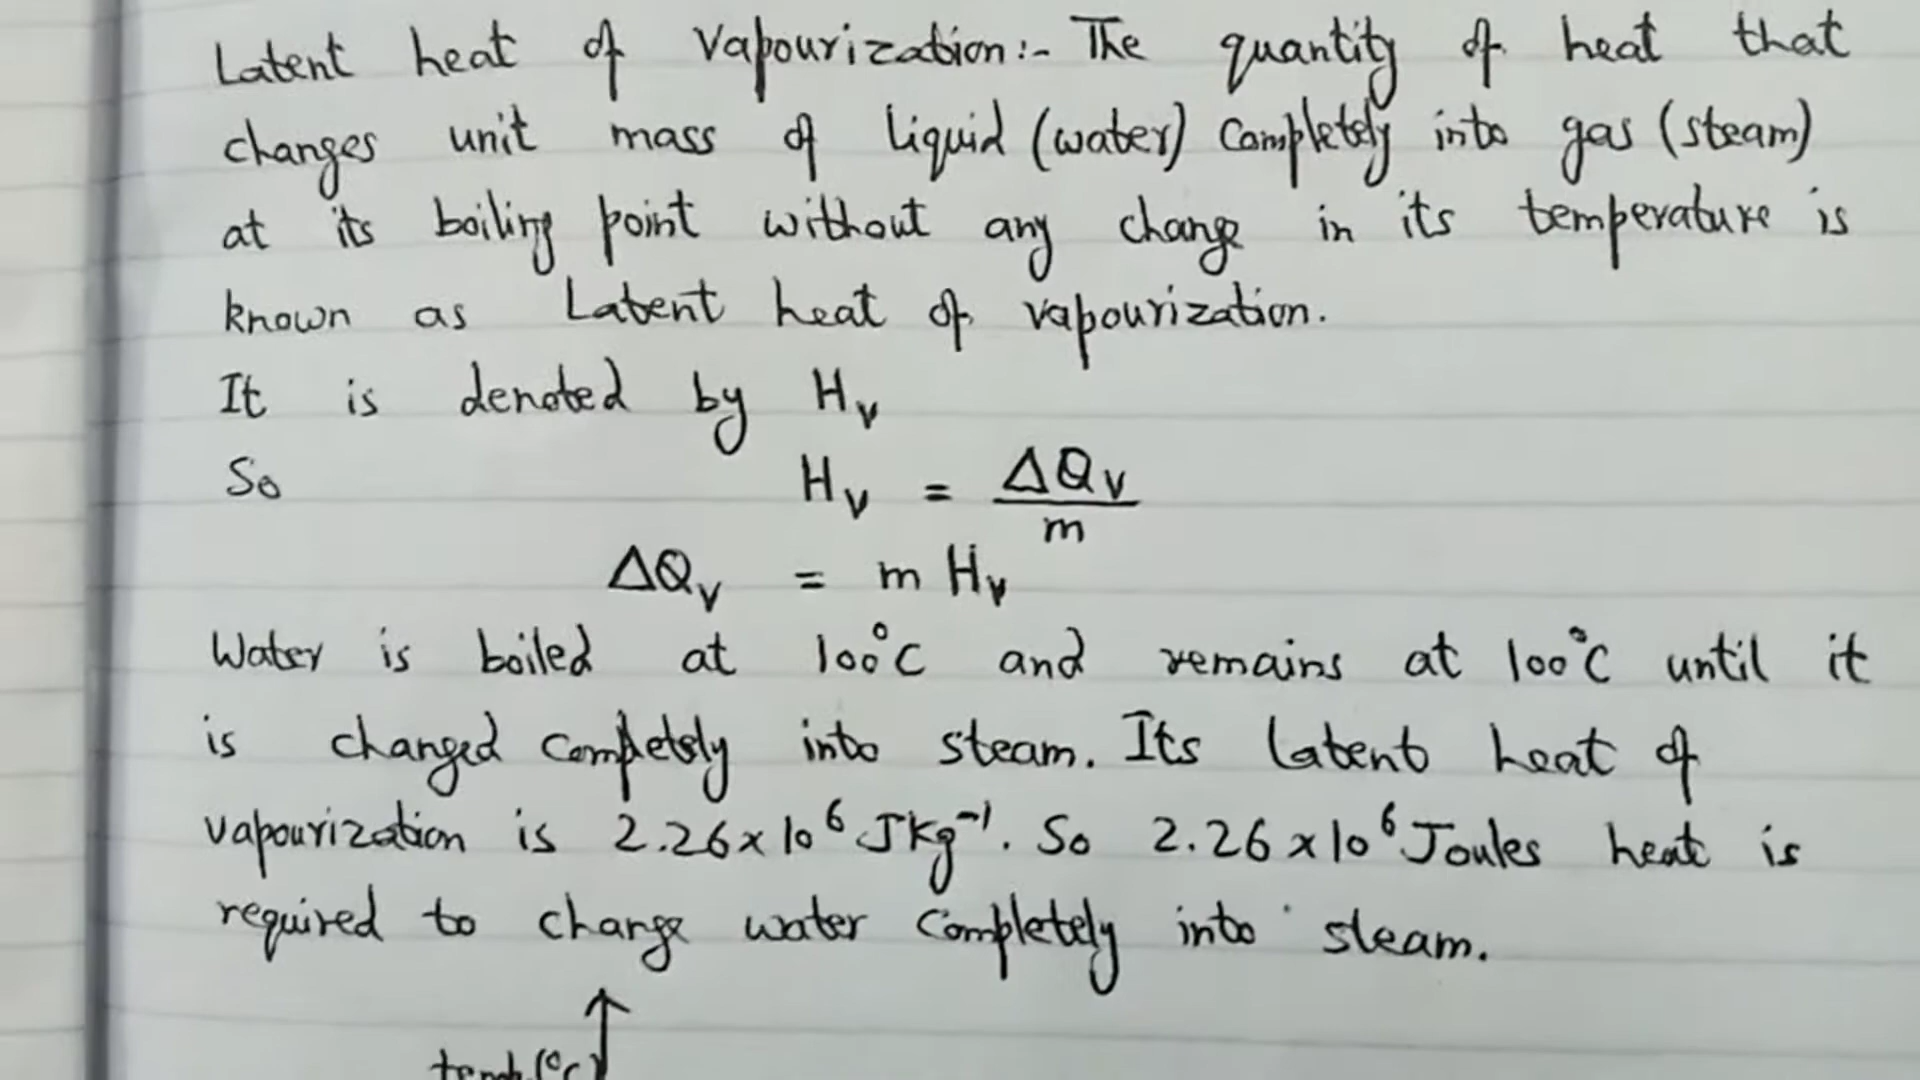 Latent heat of Vapourization:- The quantity of heat that
changes unit mass of liquid (water) Completely into gas (steam)
at its boiling point without any change in its temperature is
known as Latent heat of vapourization.
It is denoted by Hv
So Hv = ΔQv / m
ΔQv = m Hv
Water is boiled at 100°C and remains at 100°C until it
is changed Completely into steam. Its latent heat of
vapourization is 2.26 x 10⁶ JKg⁻¹. So 2.26 x 10⁶ Joules heat is
required to change water Completely into steam.
temp.(°C)